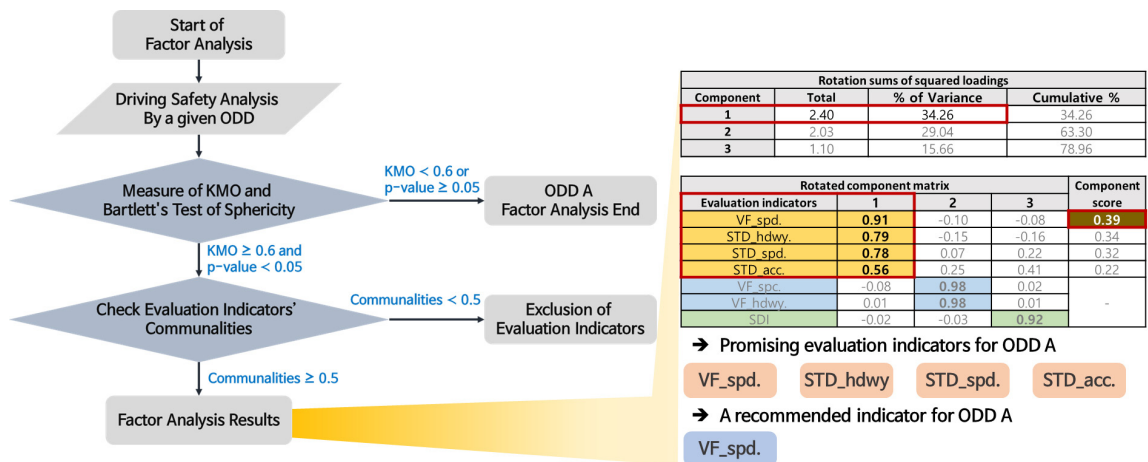 Start of
Factor Analysis
Driving Safety Analysis
By a given ODD
Measure of KMO and
Bartlett's Test of Sphericity
KMO < 0.6 or
p-value ≥ 0.05
ODD A
Factor Analysis End
KMO ≥ 0.6 and
p-value < 0.05
Check Evaluation Indicators'
Communalities
Communalities < 0.5
Exclusion of
Evaluation Indicators
Communalities ≥ 0.5
Factor Analysis Results
Rotation sums of squared loadings
Component Total % of Variance Cumulative %
1 2.40 34.26 34.26
2 2.03 29.04 63.30
3 1.10 15.66 78.96
Rotated component matrix Component score
Evaluation indicators 1 2 3
VF_spd. 0.91 -0.10 -0.08 0.39
STD_hdwy. 0.79 -0.15 -0.16 0.34
STD_spd. 0.78 0.07 0.22 0.32
STD_acc. 0.56 0.25 0.41 0.22
VF_spc. -0.08 0.98 0.02
VF_hdwy. 0.01 0.98 0.01 -
SDI -0.02 -0.03 0.92
➔ Promising evaluation indicators for ODD A
VF_spd. STD_hdwy STD_spd. STD_acc.
➔ A recommended indicator for ODD A
VF_spd.